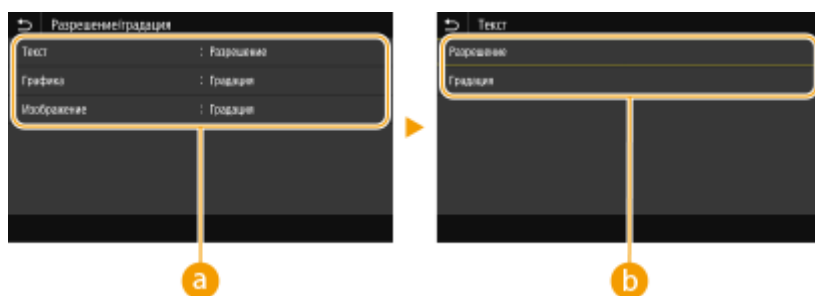 Разрешение/градация
Текст : Разрешение
Графика : Градация
Изображение : Градация
a
Текст
Разрешение
Градация
b